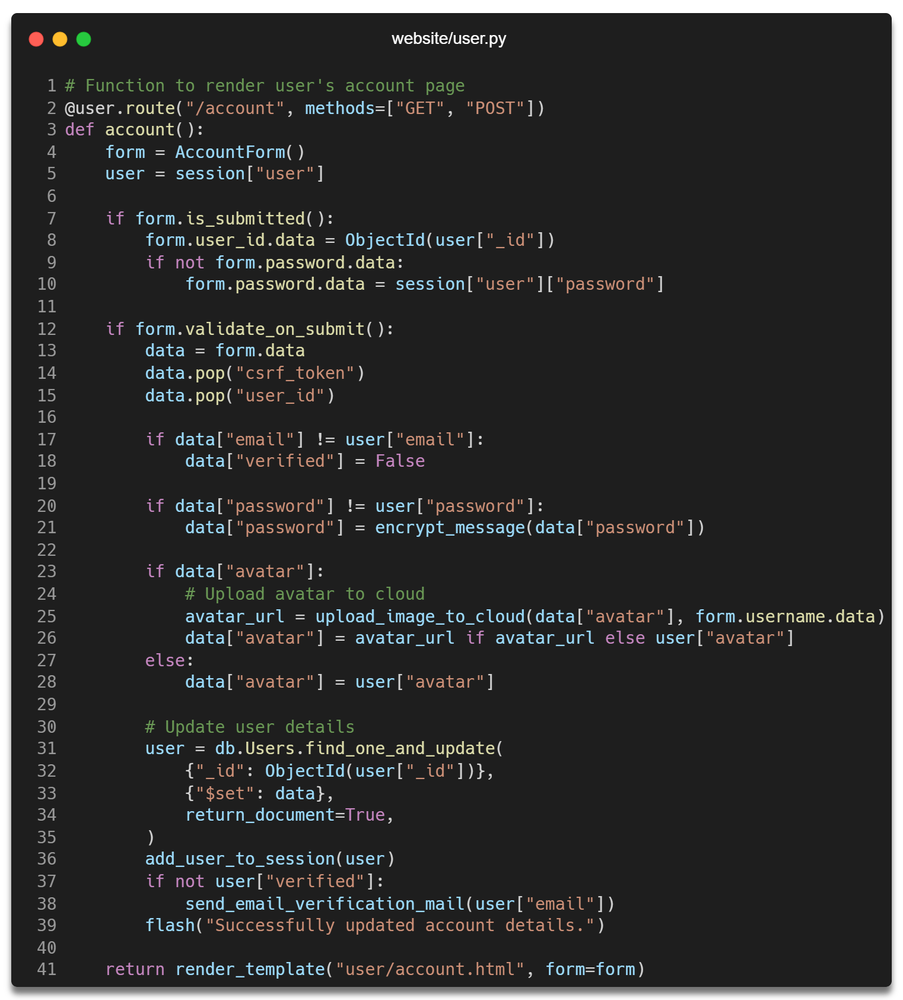 website/user.py
1 # Function to render user's account page
2 @user.route("/account", methods=["GET", "POST"])
3 def account():
4     form = AccountForm()
5     user = session["user"]
6
7     if form.is_submitted():
8         form.user_id.data = ObjectId(user["_id"])
9         if not form.password.data:
10             form.password.data = session["user"]["password"]
11
12     if form.validate_on_submit():
13         data = form.data
14         data.pop("csrf_token")
15         data.pop("user_id")
16
17         if data["email"] != user["email"]:
18             data["verified"] = False
19
20         if data["password"] != user["password"]:
21             data["password"] = encrypt_message(data["password"])
22
23         if data["avatar"]:
24             # Upload avatar to cloud
25             avatar_url = upload_image_to_cloud(data["avatar"], form.username.data)
26             data["avatar"] = avatar_url if avatar_url else user["avatar"]
27         else:
28             data["avatar"] = user["avatar"]
29
30         # Update user details
31         user = db.Users.find_one_and_update(
32             {"_id": ObjectId(user["_id"])},
33             {"$set": data},
34             return_document=True,
35         )
36         add_user_to_session(user)
37         if not user["verified"]:
38             send_email_verification_mail(user["email"])
39         flash("Successfully updated account details.")
40
41     return render_template("user/account.html", form=form)